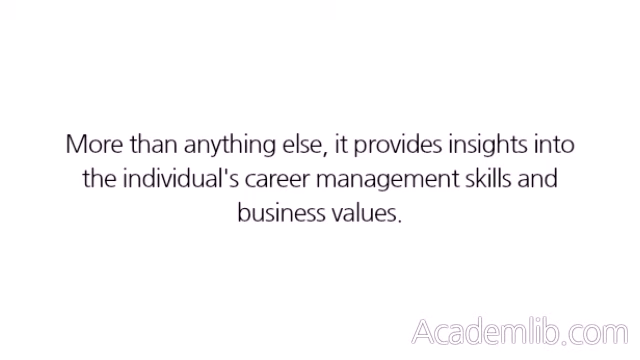 More than anything else, it provides insights into
the individual's career management skills and
business values.
Academlib.com